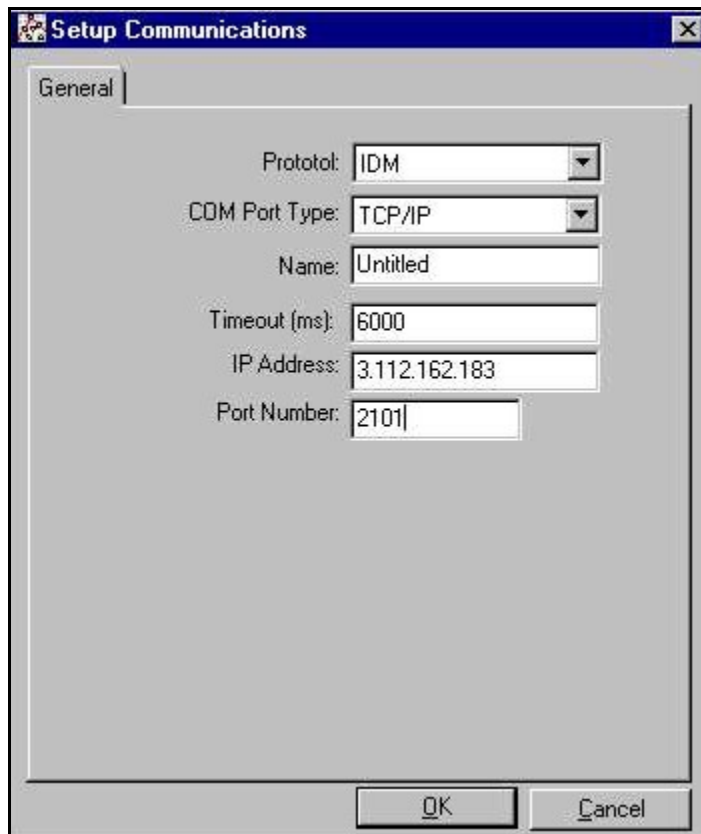 Setup Communications
General
Prototol: IDM
COM Port Type: TCP/IP
Name: Untitled
Timeout (ms): 6000
IP Address: 3.112.162.183
Port Number: 2101
OK Cancel